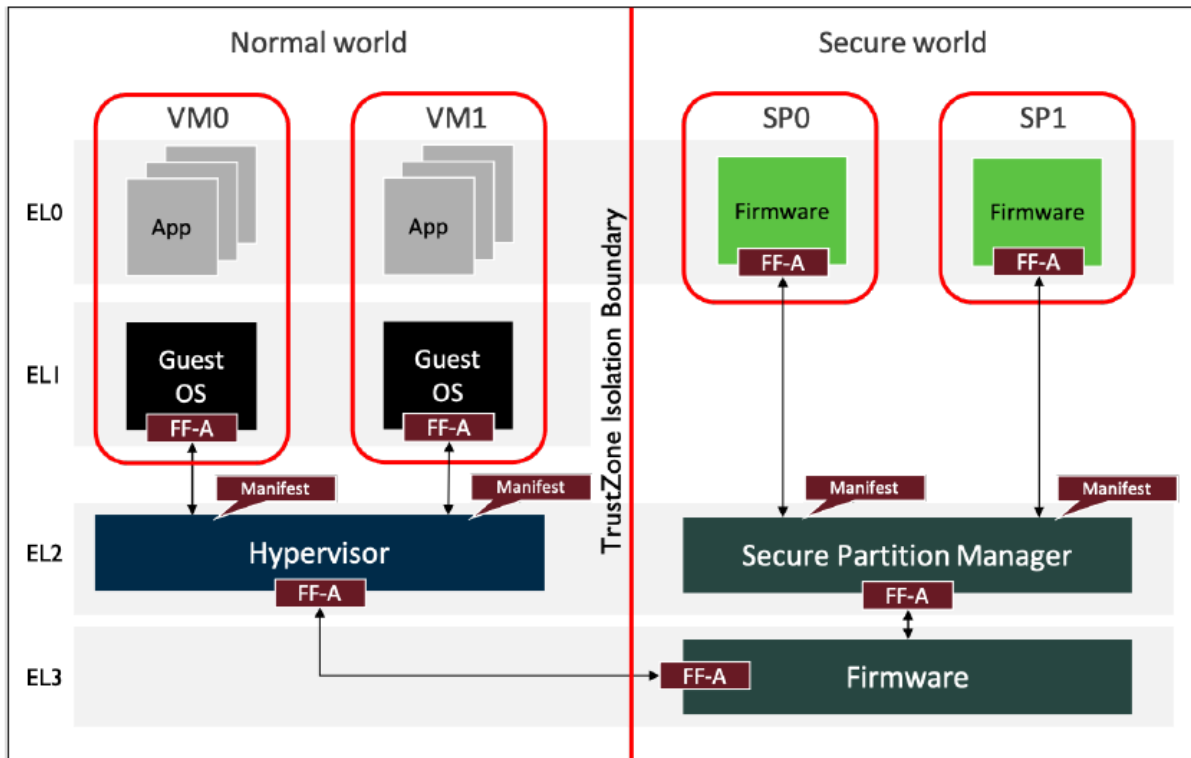 Normal world
Secure world
VM0
VM1
SP0
SP1
EL0
App
App
Firmware
Firmware
FF-A
FF-A
TrustZone Isolation Boundary
EL1
Guest
OS
Guest
OS
FF-A
FF-A
Manifest
Manifest
Manifest
Manifest
EL2
Hypervisor
Secure Partition Manager
FF-A
FF-A
EL3
FF-A
Firmware